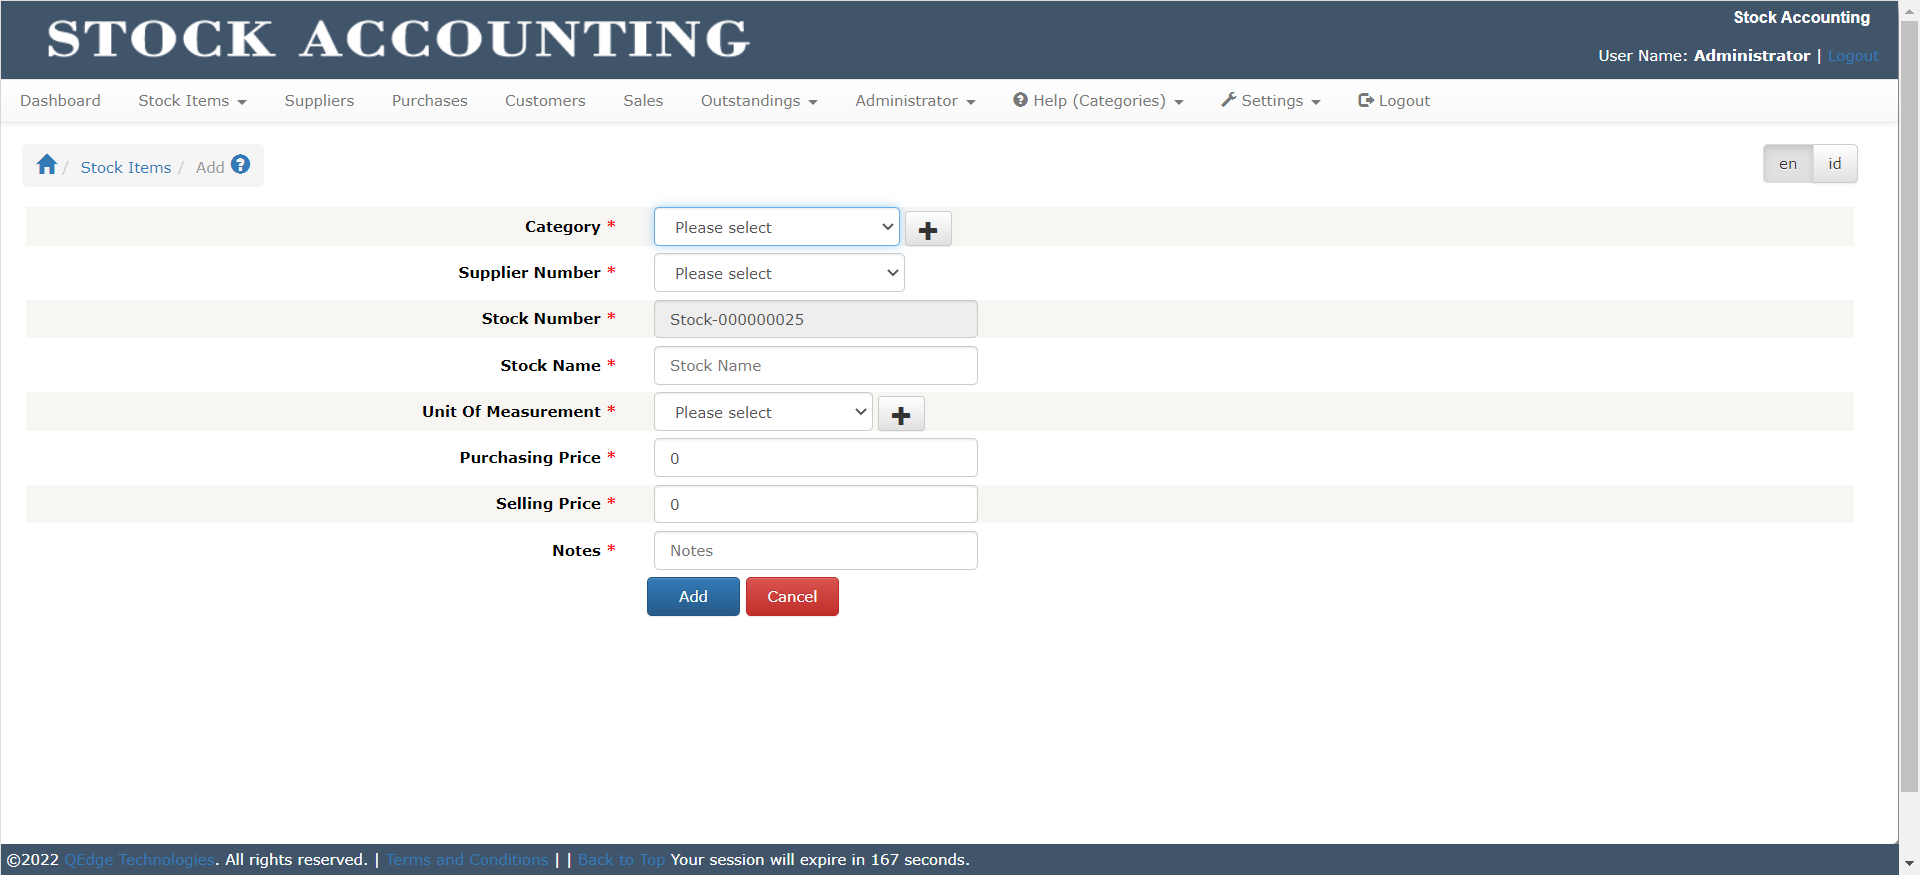 STOCK ACCOUNTING
Stock Accounting
User Name: Administrator | Logout
Dashboard Stock Items Suppliers Purchases Customers Sales Outstandings Administrator Help (Categories) Settings Logout
/ Stock Items / Add
en id
Category * Please select
Supplier Number * Please select
Stock Number * Stock-000000025
Stock Name * Stock Name
Unit Of Measurement * Please select
Purchasing Price * 0
Selling Price * 0
Notes * Notes
Add Cancel
©2022 QEdge Technologies. All rights reserved. | Terms and Conditions | | Back to Top Your session will expire in 167 seconds.